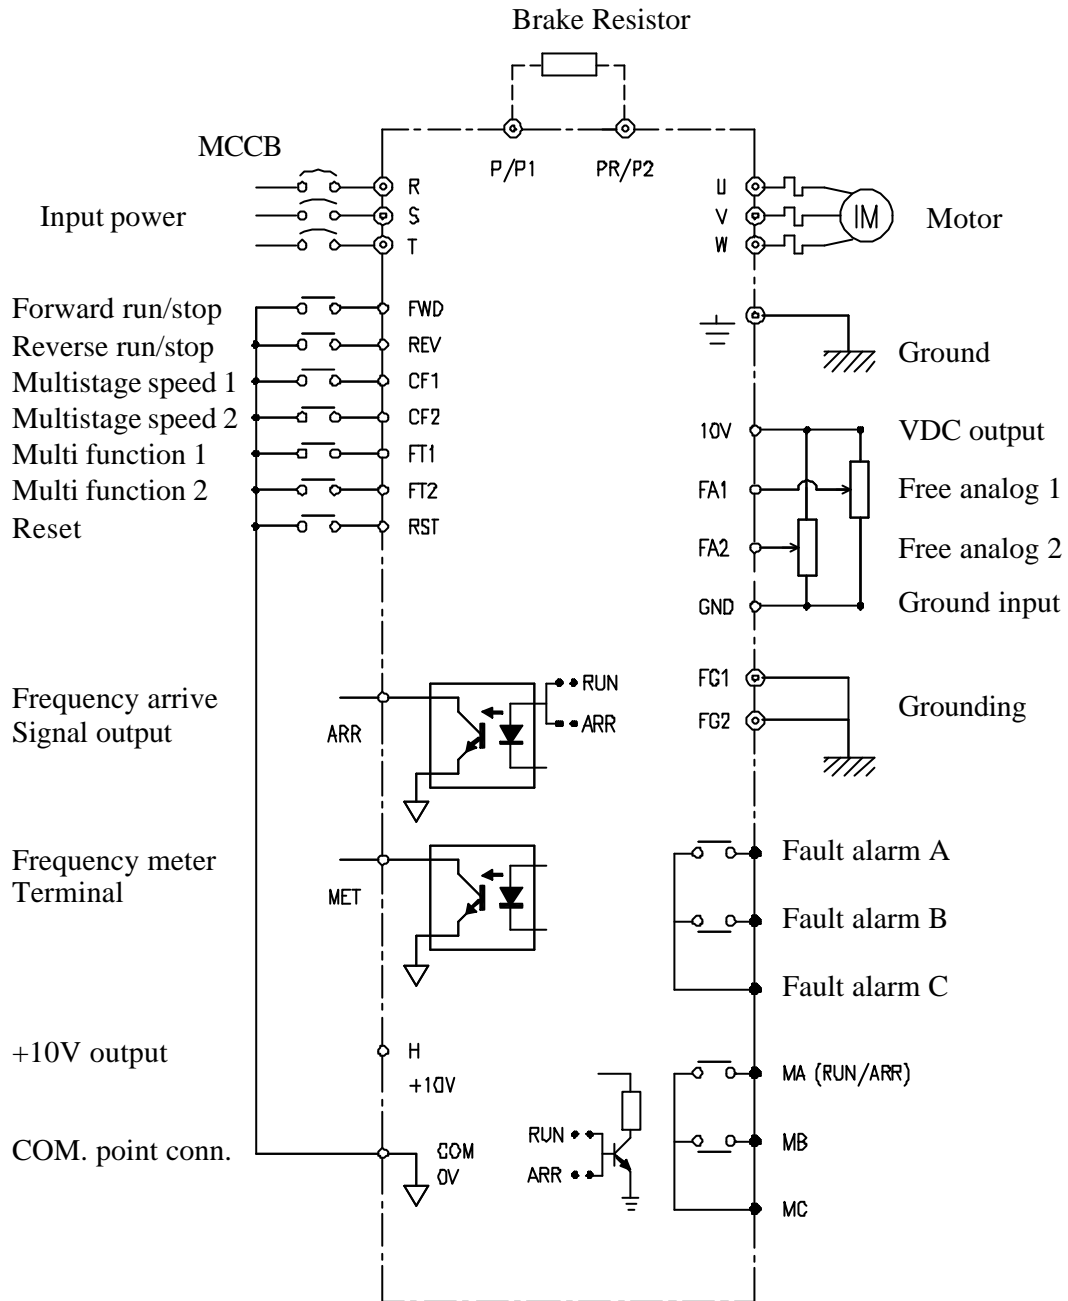 Brake Resistor
MCCB
P/P1 PR/P2
R U
Input power S V IM Motor
T W
Forward run/stop FWD
Reverse run/stop REV Ground
Multistage speed 1 CF1
Multistage speed 2 CF2 10V VDC output
Multi function 1 FT1
Multi function 2 FT2 FA1 Free analog 1
Reset RST
FA2 Free analog 2
GND Ground input
Frequency arrive RUN FG1
Signal output ARR ARR FG2 Grounding
Frequency meter Fault alarm A
Terminal MET
Fault alarm B
Fault alarm C
+10V output H
+10V MA (RUN/ARR)
COM. point conn. COM RUN MB
0V ARR
MC